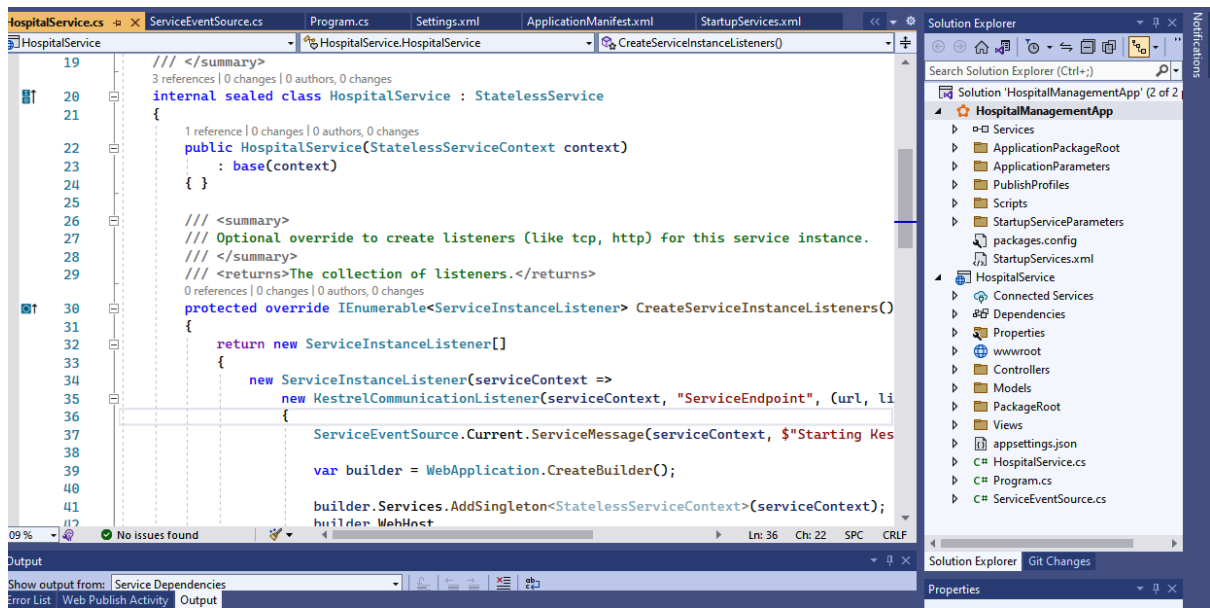 HospitalService.cs
ServiceEventSource.cs
Program.cs
Settings.xml
ApplicationManifest.xml
StartupServices.xml
HospitalService
HospitalService.HospitalService
CreateServiceInstanceListeners()
19 /// </summary>
3 references | 0 changes | 0 authors, 0 changes
20 internal sealed class HospitalService : StatelessService
21 {
1 reference | 0 changes | 0 authors, 0 changes
22 public HospitalService(StatelessServiceContext context)
23 : base(context)
24 { }
25
26 /// <summary>
27 /// Optional override to create listeners (like tcp, http) for this service instance.
28 /// </summary>
29 /// <returns>The collection of listeners.</returns>
0 references | 0 changes | 0 authors, 0 changes
30 protected override IEnumerable<ServiceInstanceListener> CreateServiceInstanceListeners()
31 {
32 return new ServiceInstanceListener[]
33 {
34 new ServiceInstanceListener(serviceContext =>
35 new KestrelCommunicationListener(serviceContext, "ServiceEndpoint", (url, li
36 {
37 ServiceEventSource.Current.ServiceMessage(serviceContext, $"Starting Kes
38
39 var builder = WebApplication.CreateBuilder();
40
41 builder.Services.AddSingleton<StatelessServiceContext>(serviceContext);
42 builder.WebHost
09 %
No issues found
Ln: 36 Ch: 22 SPC CRLF
Output
Show output from: Service Dependencies
Error List Web Publish Activity Output
Solution Explorer
Search Solution Explorer (Ctrl+;)
Solution 'HospitalManagementApp' (2 of 2 p
HospitalManagementApp
Services
ApplicationPackageRoot
ApplicationParameters
PublishProfiles
Scripts
StartupServiceParameters
packages.config
StartupServices.xml
HospitalService
Connected Services
Dependencies
Properties
wwwroot
Controllers
Models
PackageRoot
Views
appsettings.json
C# HospitalService.cs
C# Program.cs
C# ServiceEventSource.cs
Solution Explorer Git Changes
Properties
Notifications